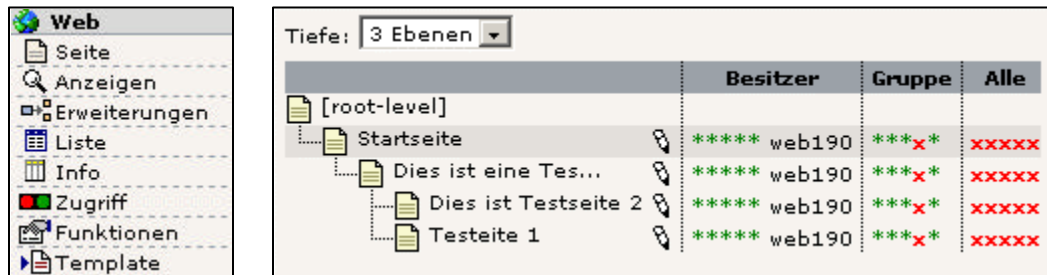 Web
Seite
Anzeigen
Erweiterungen
Liste
Info
Zugriff
Funktionen
Template
Tiefe: 3 Ebenen
Besitzer Gruppe Alle
[root-level]
Startseite ***** web190 ***x* xxxxx
Dies ist eine Tes... ***** web190 ***x* xxxxx
Dies ist Testseite 2 ***** web190 ***x* xxxxx
Testeite 1 ***** web190 ***x* xxxxx